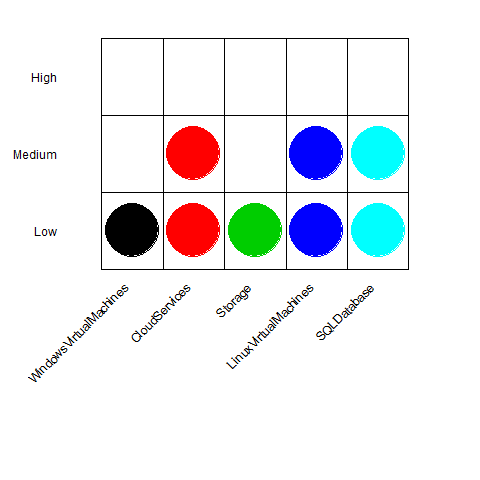 High
Medium
Low
WindowsVirtualMachines
CloudServices
Storage
LinuxVirtualMachines
SQLDatabase